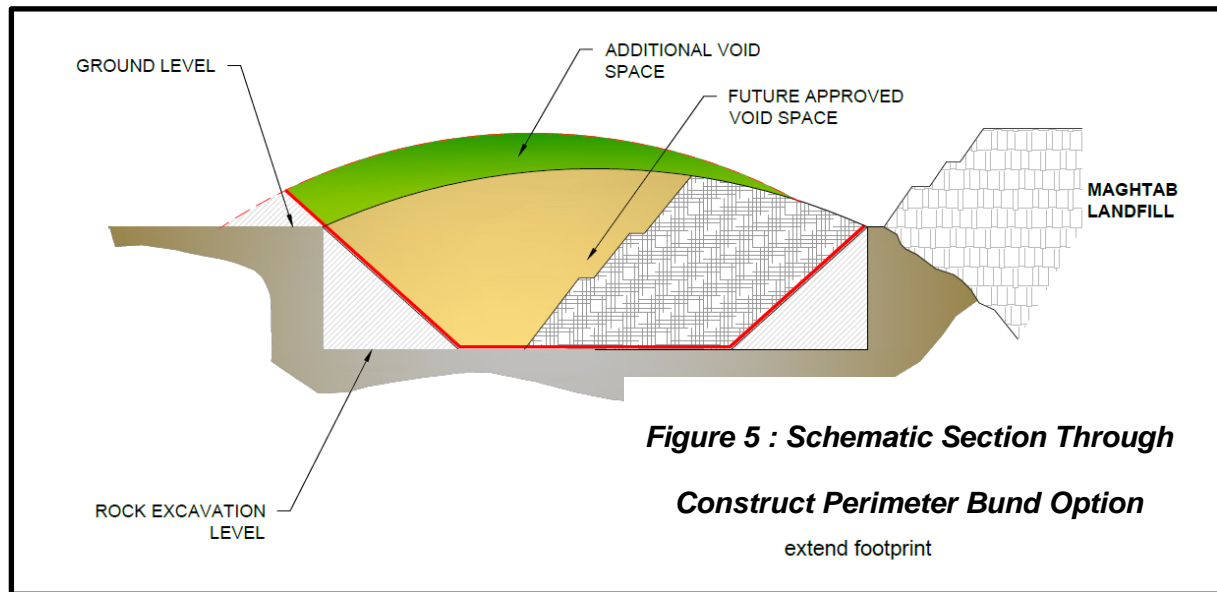 ADDITIONAL VOID
SPACE
GROUND LEVEL
FUTURE APPROVED
VOID SPACE
MAGHTAB
LANDFILL
ROCK EXCAVATION
LEVEL
Figure 5 : Schematic Section Through
Construct Perimeter Bund Option
extend footprint